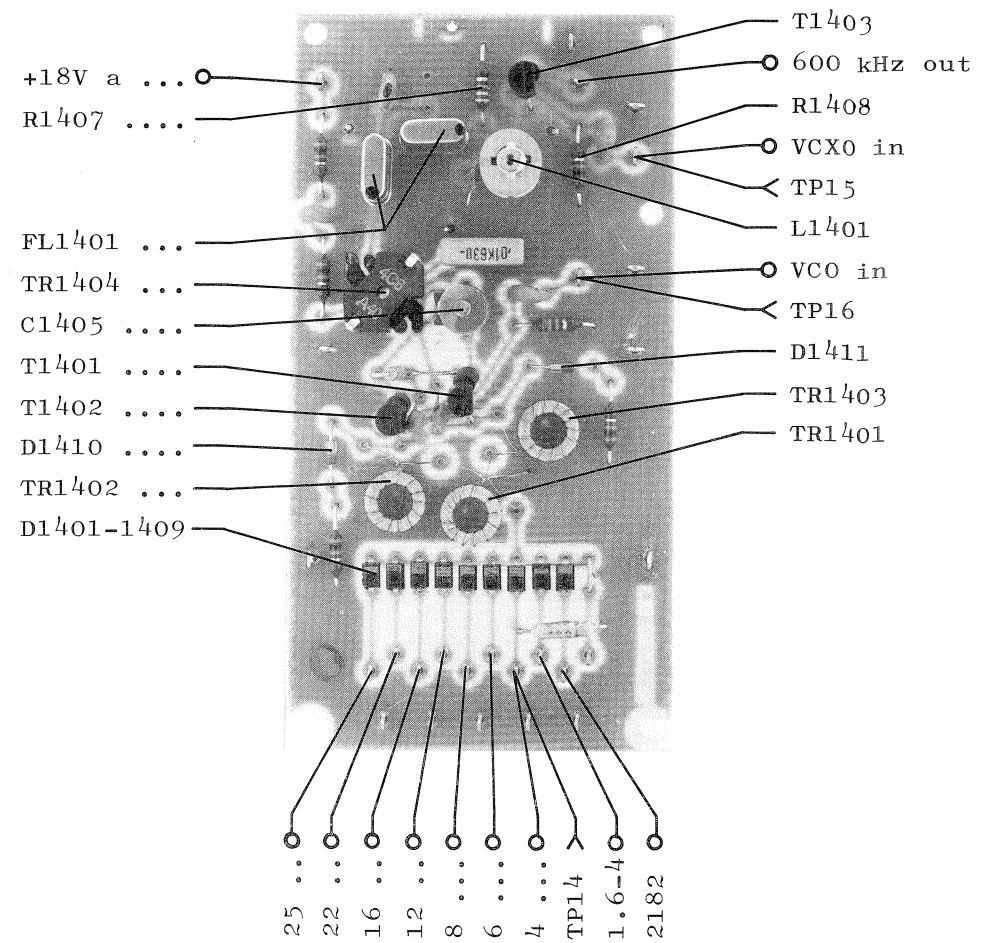 T1403
+18V a ...
600 kHz out
R1407 ....
R1408
VCXO in
TP15
L1401
FL1401 ...
.01K630-
VCO in
TR1404 ...
TP16
C1405 ....
D1411
T1401 ....
TR1403
T1402 ....
TR1401
D1410 ....
TR1402 ...
D1401-1409
25 ..
22 ..
16 ..
12 ..
8 ....
6 ....
4 ....
TP14
1.6-4
2182